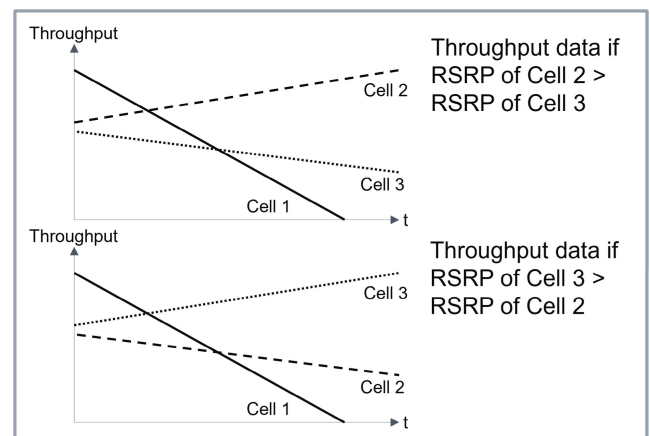 Throughput
Cell 2
Cell 3
Cell 1
t
Throughput data if
RSRP of Cell 2 >
RSRP of Cell 3
Throughput
Cell 3
Cell 2
Cell 1
t
Throughput data if
RSRP of Cell 3 >
RSRP of Cell 2